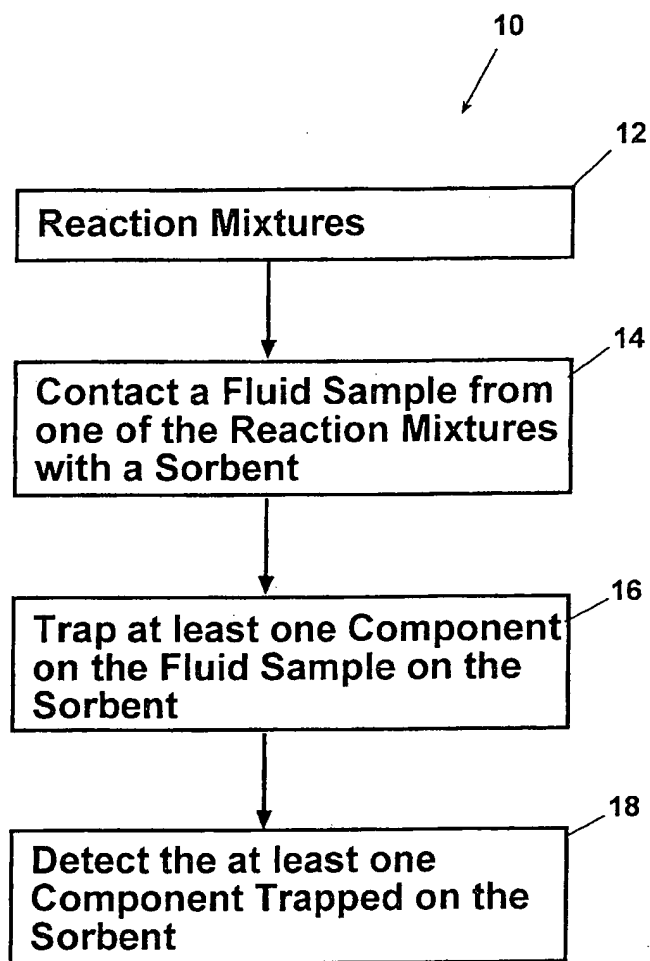 10
12
Reaction Mixtures
14
Contact a Fluid Sample from
one of the Reaction Mixtures
with a Sorbent
16
Trap at least one Component
on the Fluid Sample on the
Sorbent
18
Detect the at least one
Component Trapped on the
Sorbent